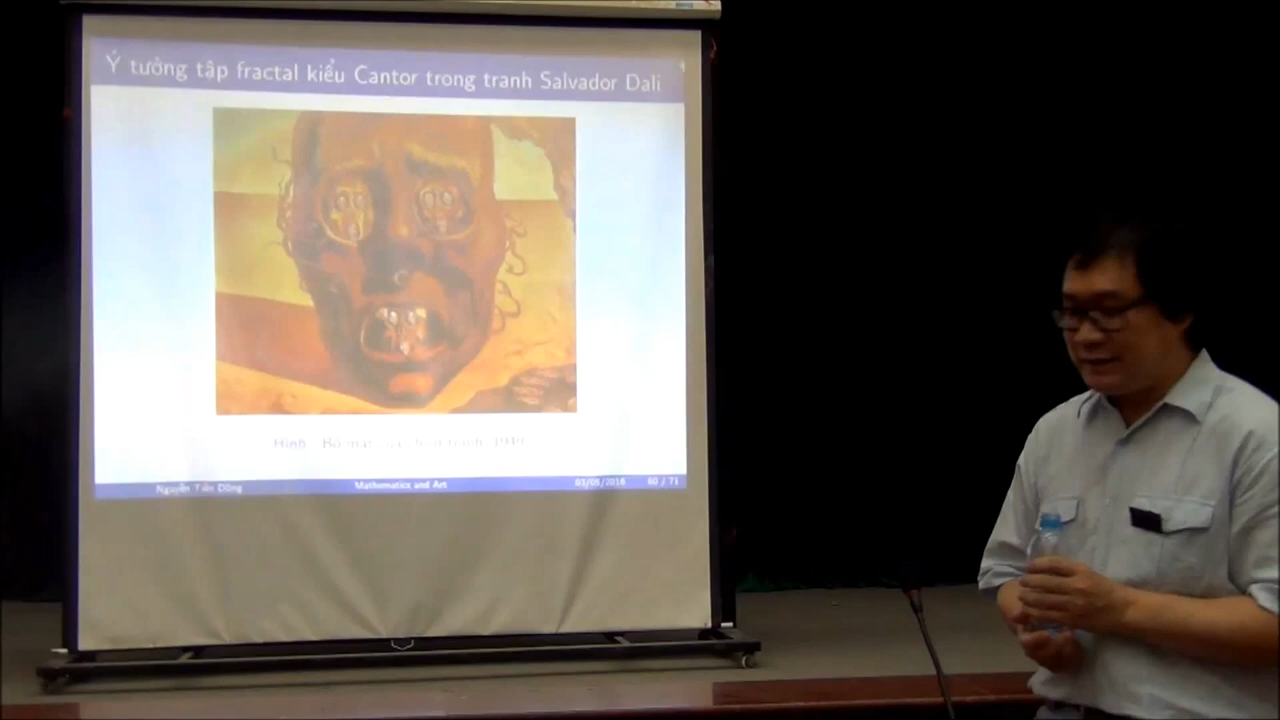 Ý tưởng tập fractal kiểu Cantor trong tranh Salvador Dali
Hình
Nguyễn Tiến Dũng Mathematics and Art 03/05/2016 60 / 71